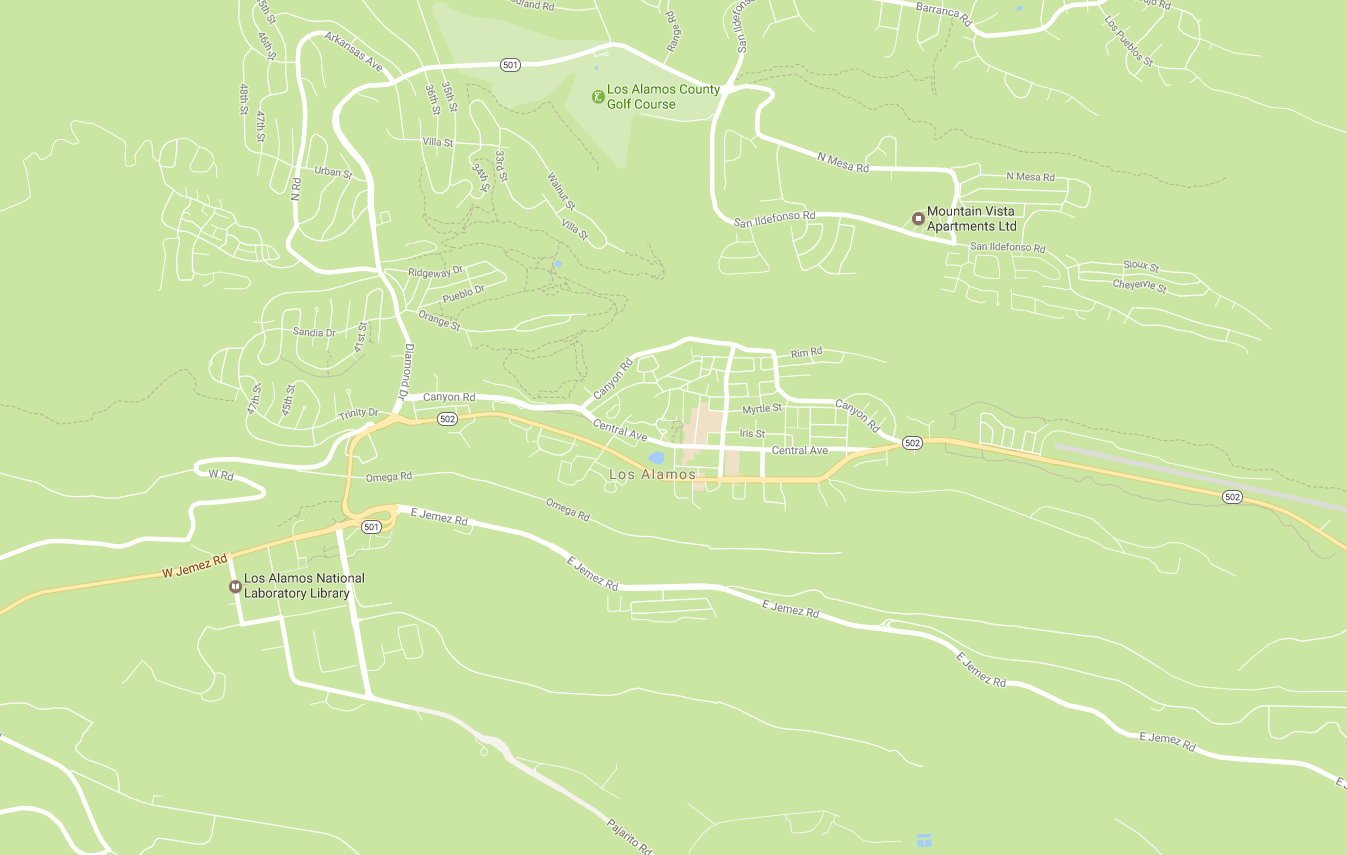 35th St
Arkansas Ave
46th St
48th St
47th St
501
35th St
36th St
Range Rd
San Ildefonso
Barranca Rd
Los Pueblos St
Los Alamos County
Golf Course
Villa St
33rd St
34th St
Walnut St
Villa St
Urban St
N Rd
N Mesa Rd
N Mesa Rd
San Ildefonso Rd
Mountain Vista
Apartments Ltd
San Ildefonso Rd
Sioux St
Cheyenne St
Ridgeway Dr
Pueblo Dr
Orange St
Sandia Dr
41st St
Diamond Dr
47th St
45th St
Trinity Dr
Canyon Rd
Canyon Rd
Rim Rd
Canyon Rd
502
Central Ave
Myrtle St
Iris St
Central Ave
502
Los Alamos
W Rd
Omega Rd
Omega Rd
502
501
E Jemez Rd
W Jemez Rd
Los Alamos National
Laboratory Library
E Jemez Rd
E Jemez Rd
E Jemez Rd
E Jemez Rd
Pajarito Rd